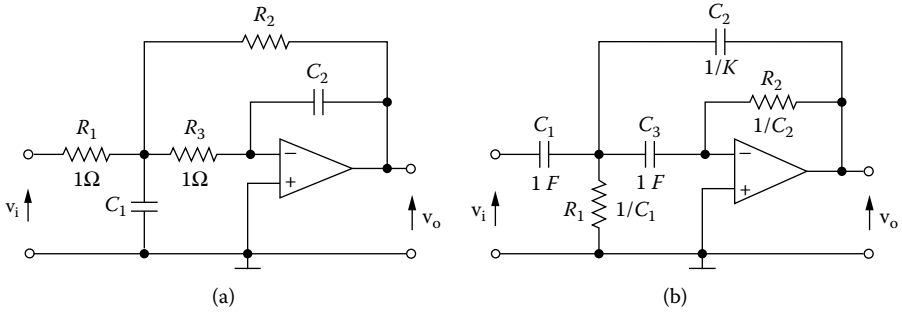 R2
C2
R1
R3
1Ω
1Ω
−
+
C1
vi
vo
(a)
C2
1/K
R2
1/C2
C1
C3
1 F
1 F
−
+
R1
1/C1
vi
vo
(b)